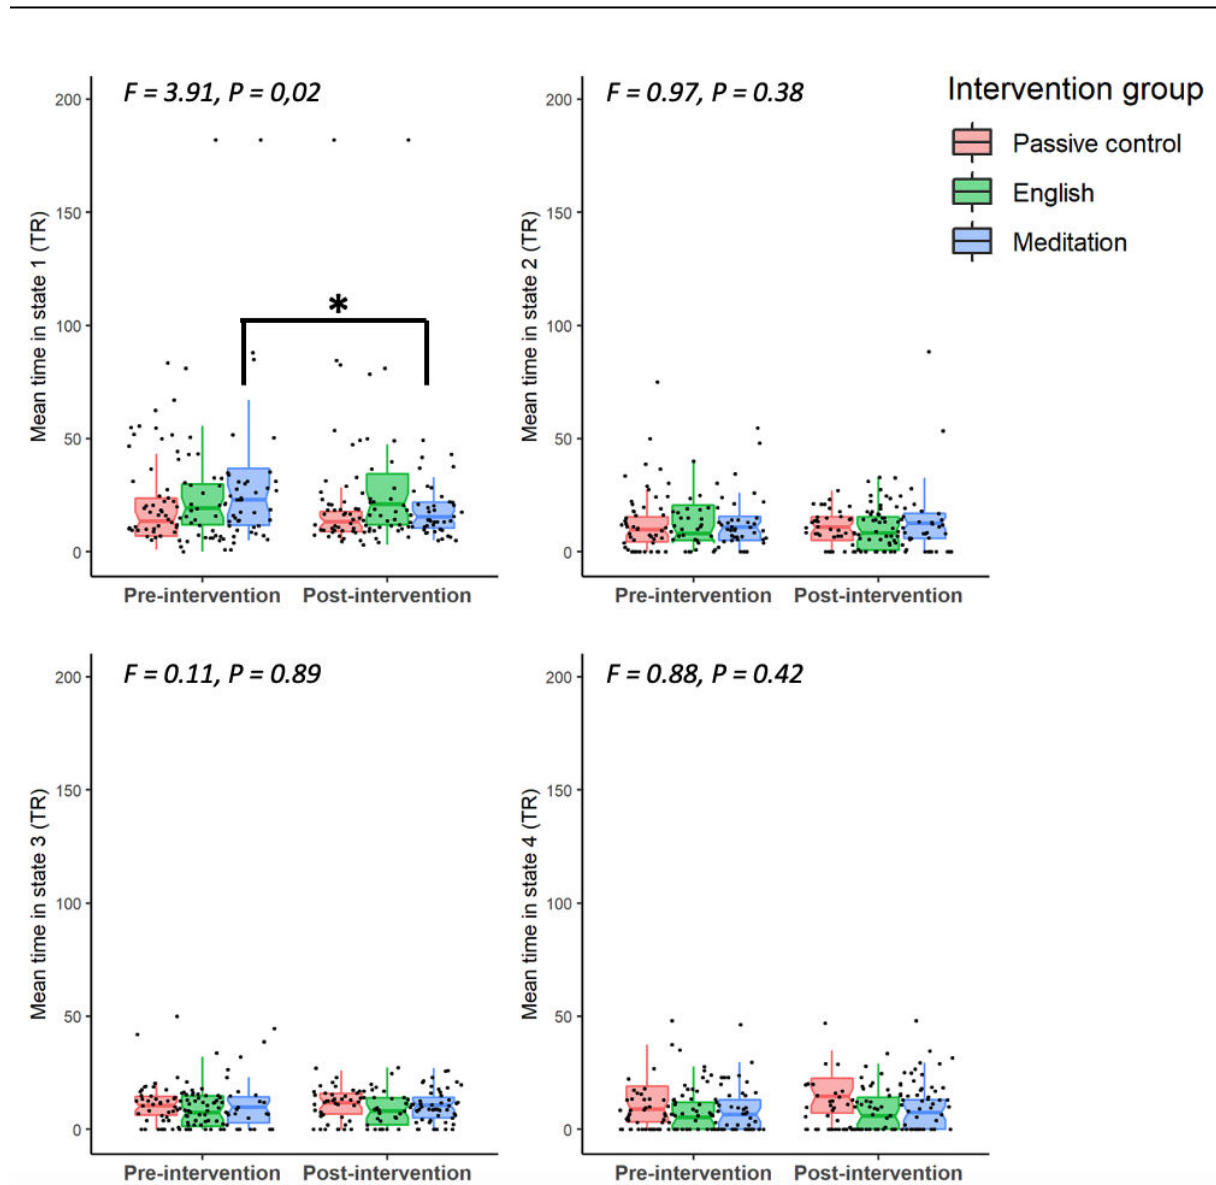 F = 3.91, P = 0,02
200
150
100
50
0
Mean time in state 1 (TR)
*
Pre-intervention Post-intervention
F = 0.97, P = 0.38
200
150
100
50
0
Mean time in state 2 (TR)
Pre-intervention Post-intervention
Intervention group
Passive control
English
Meditation
F = 0.11, P = 0.89
200
150
100
50
0
Mean time in state 3 (TR)
Pre-intervention Post-intervention
F = 0.88, P = 0.42
200
150
100
50
0
Mean time in state 4 (TR)
Pre-intervention Post-intervention